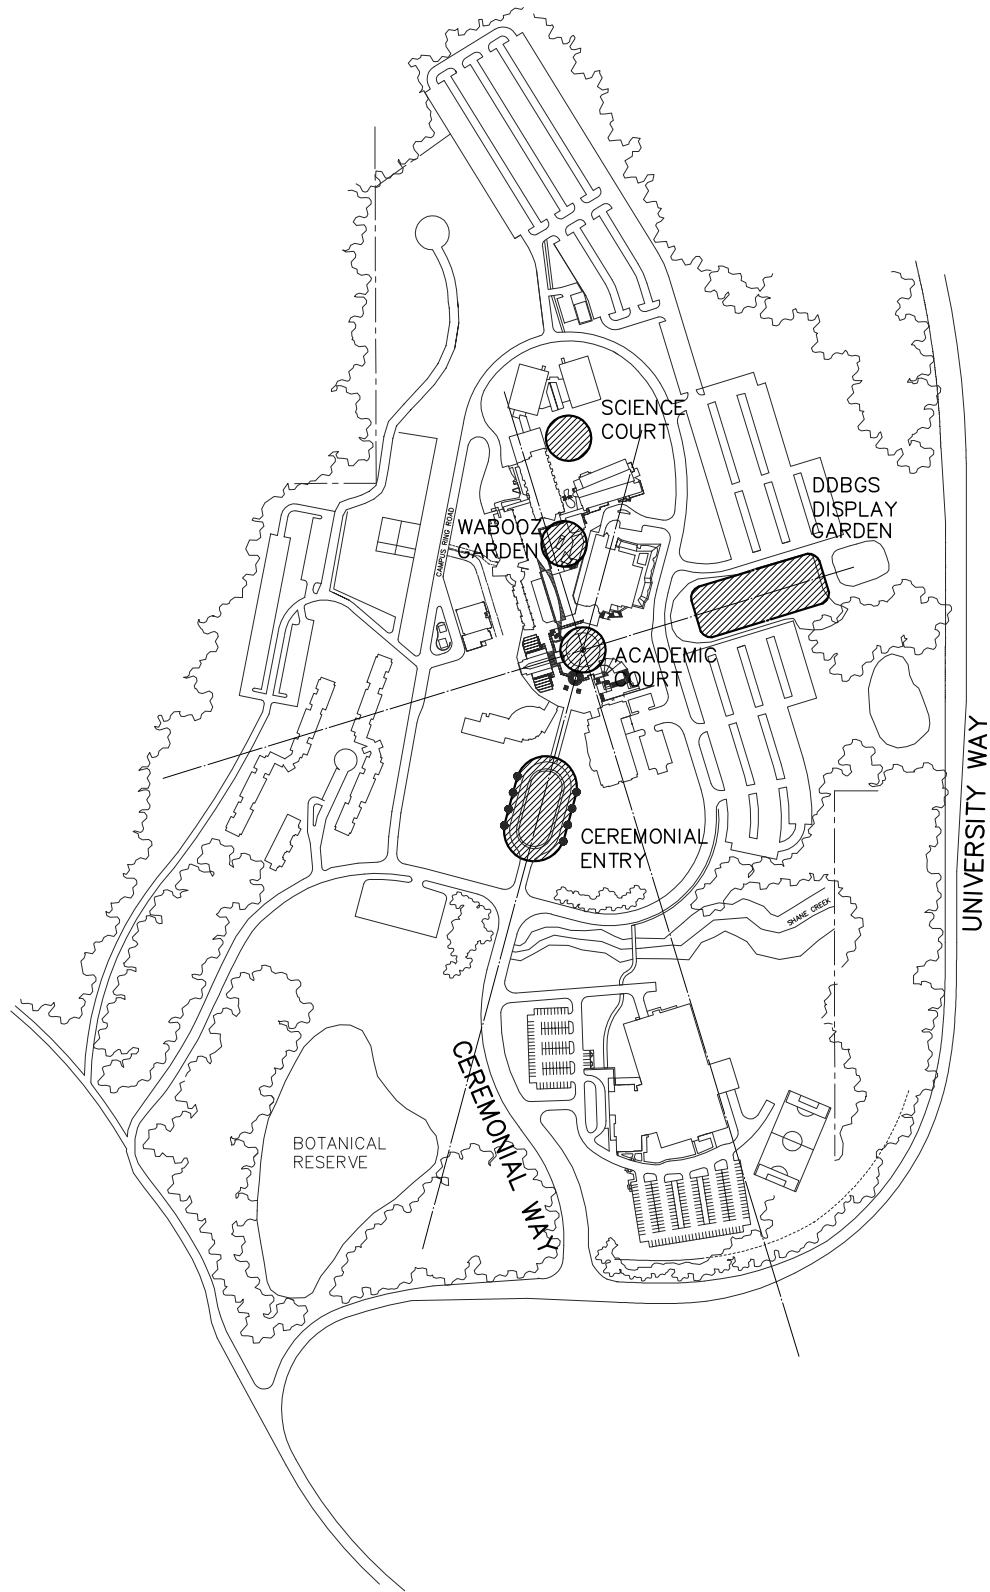 SCIENCE
COURT
DDBGS
DISPLAY
GARDEN
WABOOZ
GARDEN
CAMPUS RING ROAD
ACADEMIC
COURT
UNIVERSITY WAY
CEREMONIAL
ENTRY
SHANE CREEK
CEREMONIAL WAY
BOTANICAL
RESERVE